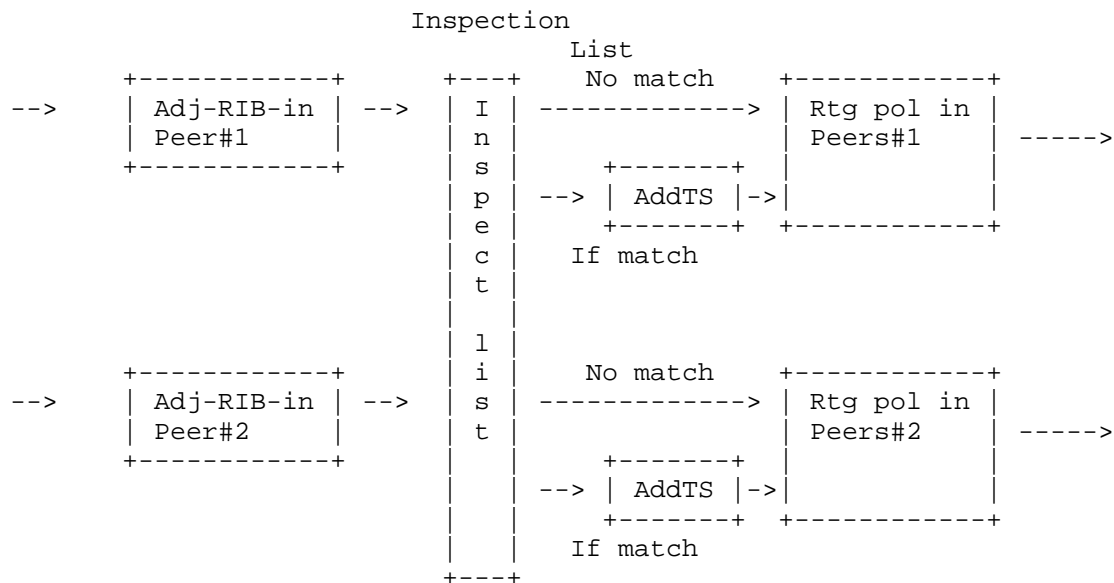 Inspection
List
No match
--> Adj-RIB-in --> I -------------> Rtg pol in
Peer#1 n Peers#1 ----->
s
p --> AddTS ->
e
c If match
t
l
i No match
--> Adj-RIB-in --> s -------------> Rtg pol in
Peer#2 t Peers#2 ----->
--> AddTS ->
If match